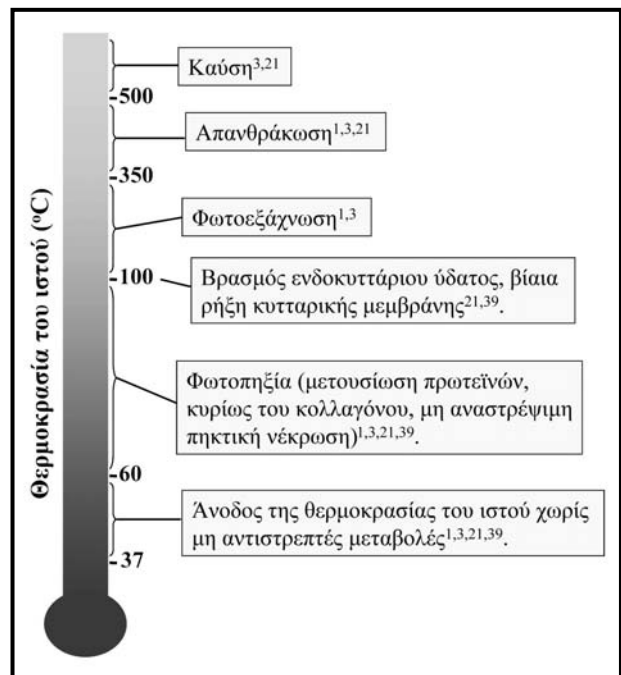 Θερμοκρασία του ιστού (°C)
Καύση3,21
-500
Απανθράκωση1,3,21
-350
Φωτοεξάχνωση1,3
-100
Βρασμός ενδοκυττάριου ύδατος, βίαια
ρήξη κυτταρικής μεμβράνης21,39.
Φωτοπηξία (μετουσίωση πρωτεϊνών,
κυρίως του κολλαγόνου, μη αναστρέψιμη
πηκτική νέκρωση)1,3,21,39.
-60
Άνοδος της θερμοκρασίας του ιστού χωρίς
μη αντιστρεπτές μεταβολές1,3,21,39.
-37